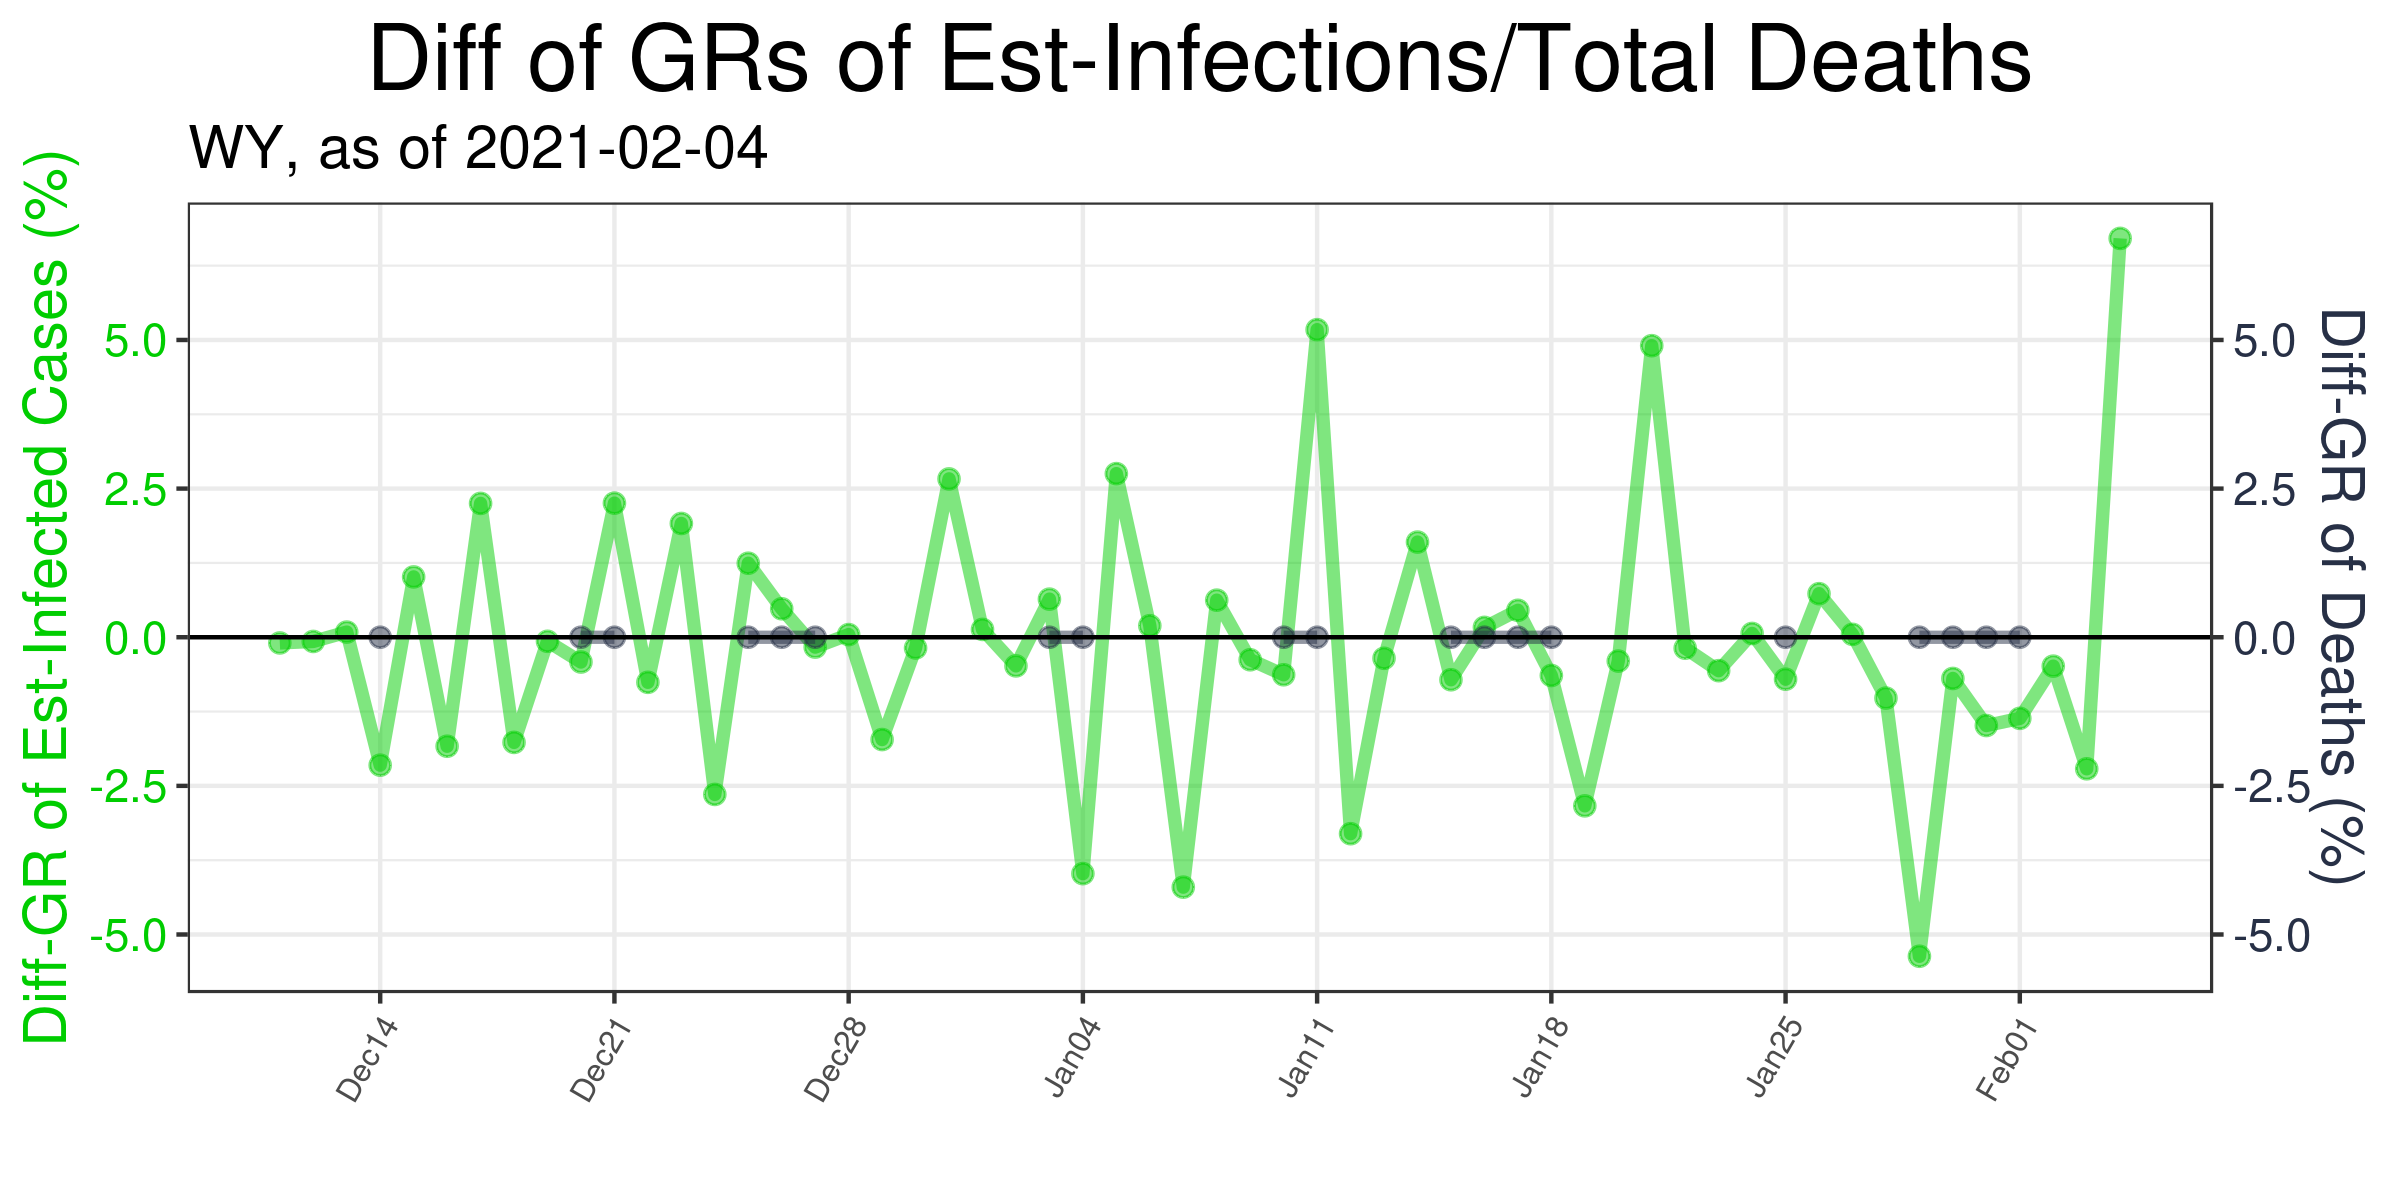 Diff of GRs of Est-Infections/Total Deaths
WY, as of 2021-02-04
Diff-GR of Est-Infected Cases (%)
5.0
2.5
0.0
-2.5
-5.0
5.0
2.5
0.0
-2.5
-5.0
Diff-GR of Deaths (%)
Dec14
Dec21
Dec28
Jan04
Jan11
Jan18
Jan25
Feb01